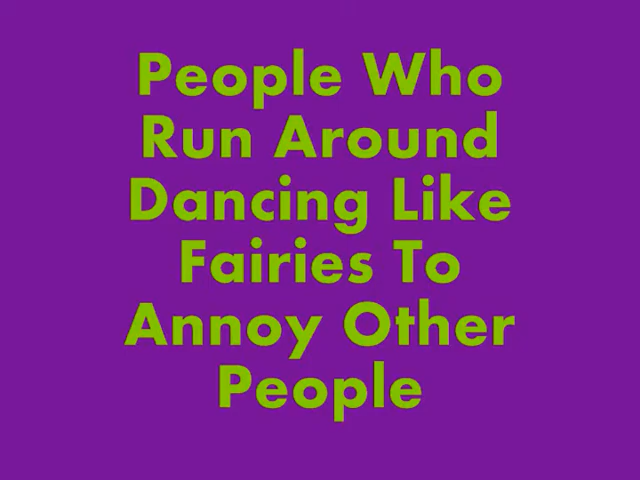 People Who
Run Around
Dancing Like
Fairies To
Annoy Other
People